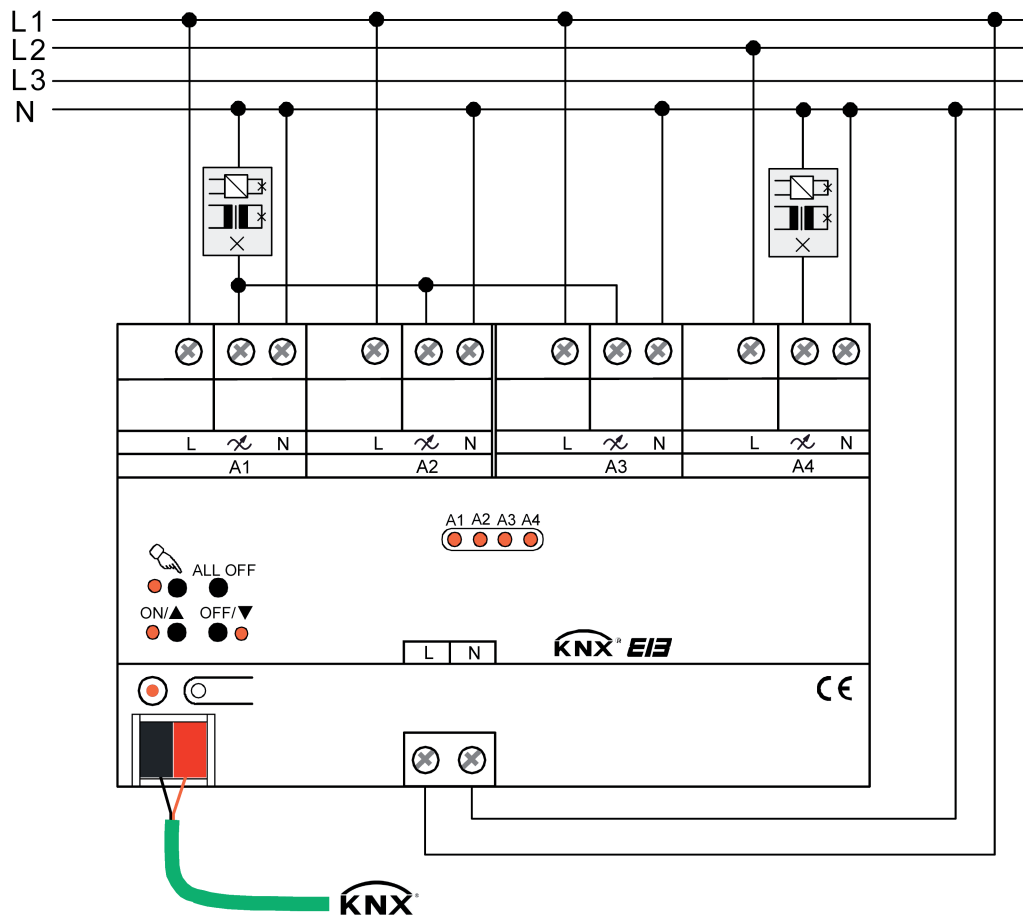 L1
L2
L3
N
L N L N L N L N
A1 A2 A3 A4
A1 A2 A3 A4
ALL OFF
ON/▲ OFF/▼
L N
KNX® EIB
CE
KNX®